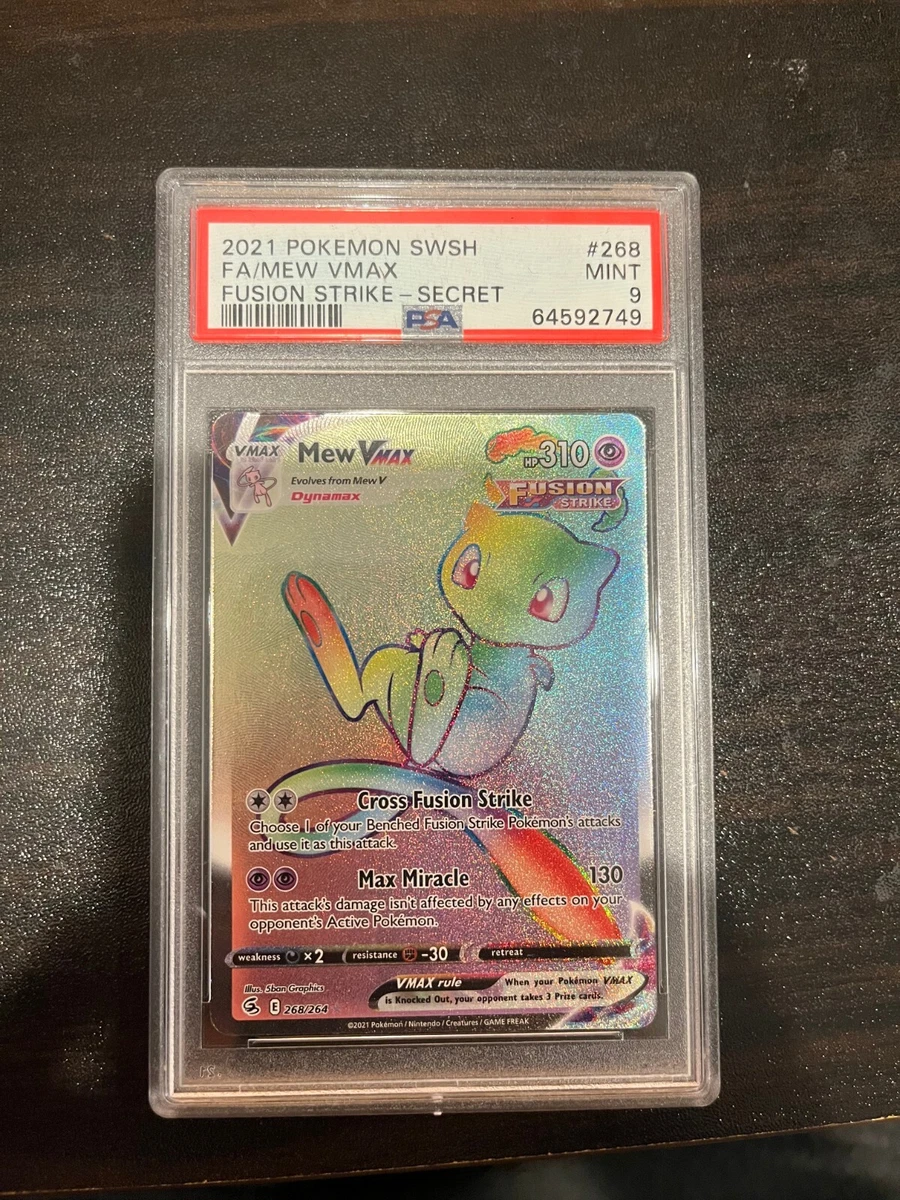 2021 POKEMON SWSH #268
FA/MEW VMAX MINT
FUSION STRIKE – SECRET 9
PSA 64592749
VMAX Mew VMAX HP 310
Evolves from Mew V
Dynamax
FUSION
STRIKE
Cross Fusion Strike
Choose 1 of your Benched Fusion Strike Pokémon's attacks
and use it as this attack.
Max Miracle 130
This attack's damage isn't affected by any effects on your
opponent's Active Pokémon.
weakness ×2 resistance -30 retreat
Illus. 5ban Graphics
VMAX rule When your Pokémon VMAX
is Knocked Out, your opponent takes 3 Prize cards.
E 268/264
©2021 Pokémon / Nintendo / Creatures / GAME FREAK